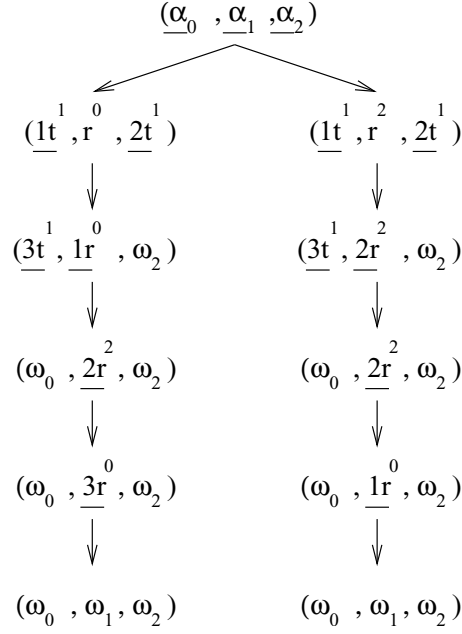 (α₀ , α₁ , α₂)
(1t¹ , r⁰ , 2t¹) (1t¹ , r² , 2t¹)
(3t¹ , 1r⁰ , ω₂) (3t¹ , 2r² , ω₂)
(ω₀ , 2r² , ω₂) (ω₀ , 2r² , ω₂)
(ω₀ , 3r⁰ , ω₂) (ω₀ , 1r⁰ , ω₂)
(ω₀ , ω₁ , ω₂) (ω₀ , ω₁ , ω₂)